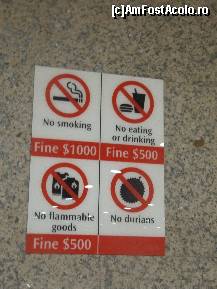 [c]AmFostAcolo.ro
No smoking
Fine $1000
No eating
or drinking
Fine $500
No flammable
goods
Fine $500
No durians